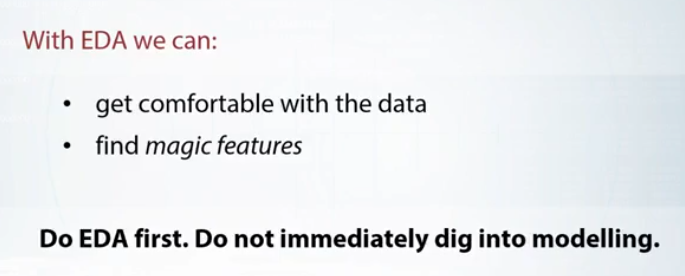 With EDA we can:
• get comfortable with the data
• find magic features
Do EDA first. Do not immediately dig into modelling.